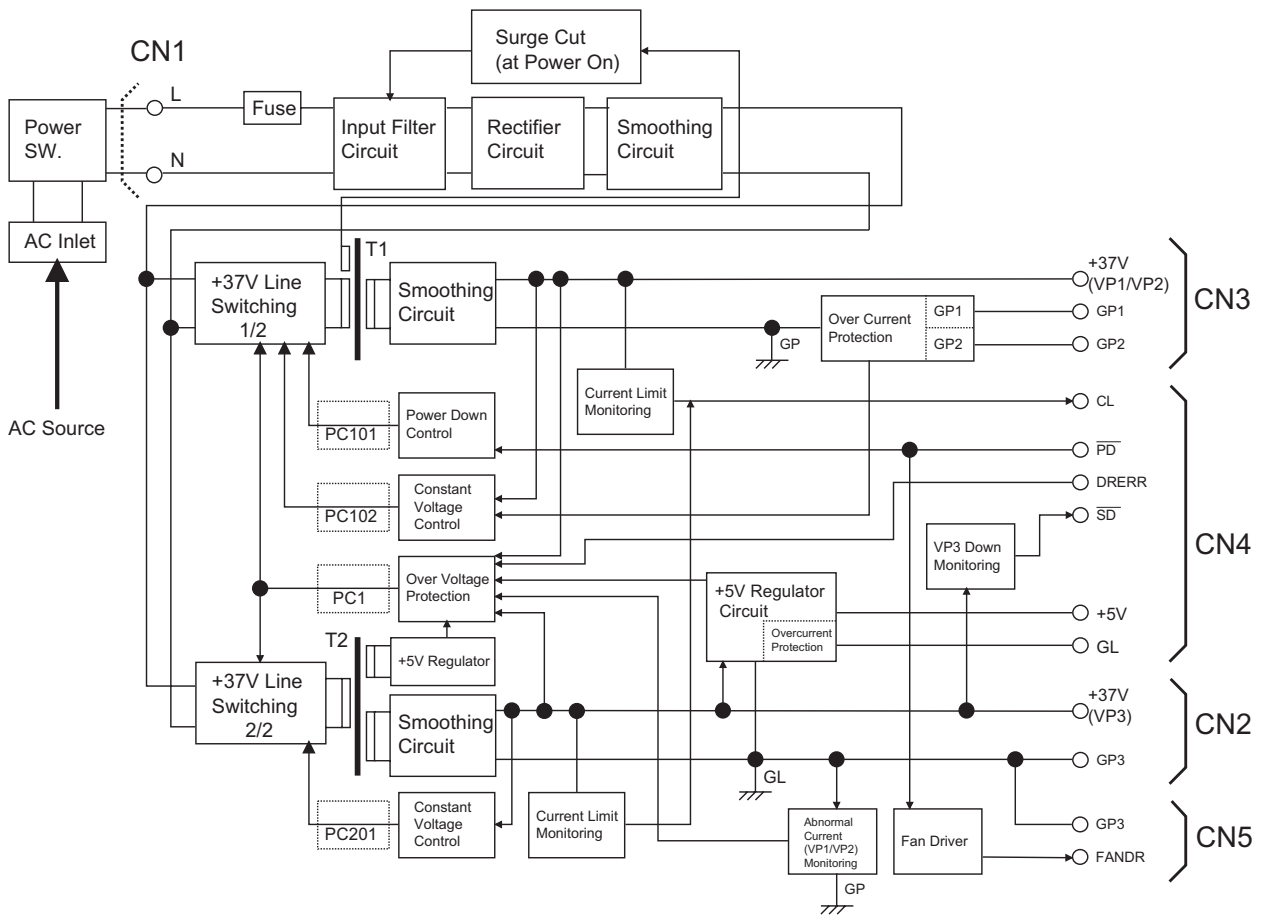 CN1
Surge Cut
(at Power On)
L
Fuse
Power
SW.
Input Filter
Circuit
Rectifier
Circuit
Smoothing
Circuit
N
AC Inlet
T1
+37V Line
Switching
1/2
Smoothing
Circuit
+37V
(VP1/VP2)
CN3
GP
Over Current
Protection
GP1
GP2
GP1
GP2
AC Source
PC101
Power Down
Control
Current Limit
Monitoring
CL
PD
DRERR
SD
CN4
PC102
Constant
Voltage
Control
VP3 Down
Monitoring
PC1
Over Voltage
Protection
+5V Regulator
Circuit
Overcurrent
Protection
+5V
GL
T2
+5V Regulator
+37V Line
Switching
2/2
Smoothing
Circuit
+37V
(VP3)
CN2
GL
GP3
PC201
Constant
Voltage
Control
Current Limit
Monitoring
Abnormal
Current
(VP1/VP2)
Monitoring
GP
Fan Driver
GP3
FANDR
CN5